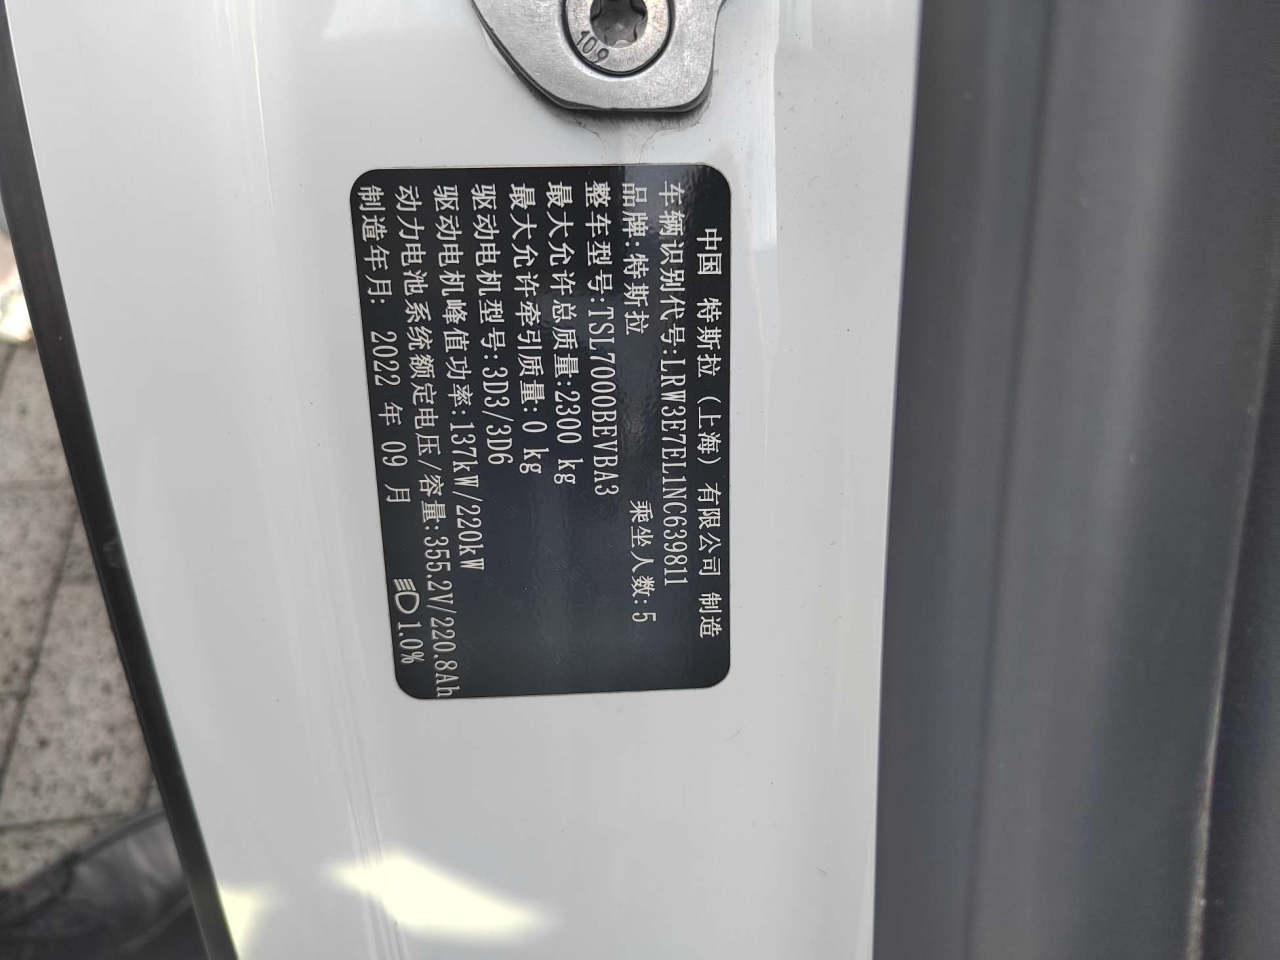 10.9
中国 特斯拉（上海）有限公司 制造
车辆识别代号:LRW3E7EL1NC639811
品牌:特斯拉 乘坐人数:5
整车型号:TSL7000BEVBA3
最大允许总质量:2300 kg
最大允许牵引质量:0 kg
驱动电机型号:3D3/3D6
驱动电机峰值功率:137kW/220kW
动力电池系统额定电压/容量:355.2V/220.8Ah
制造年月: 2022 年 09 月 1.0%